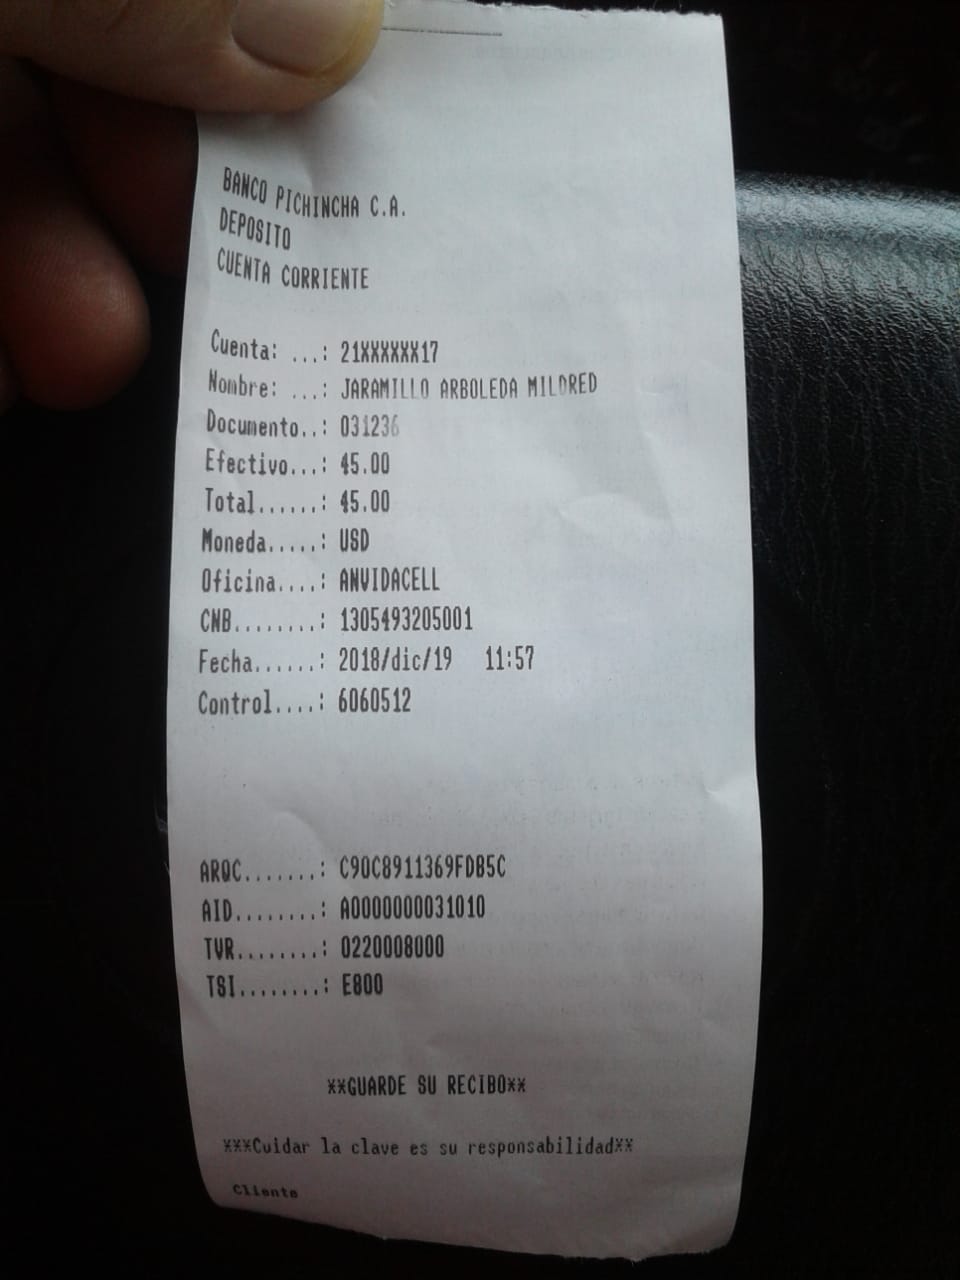 BANCO PICHINCHA C.A.
DEPOSITO
CUENTA CORRIENTE
Cuenta: ...: 21XXXXXX17
Nombre: ...: JARAMILLO ARBOLEDA MILDRED
Documento..: 031236
Efectivo...: 45.00
Total......: 45.00
Moneda.....: USD
Oficina....: ANVIDACELL
CNB........: 1305493205001
Fecha......: 2018/dic/19 11:57
Control....: 6060512
ARQC.......: C90C8911369FDB5C
AID........: A0000000031010
TVR........: 0220008000
TSI........: E800
**GUARDE SU RECIBO**
***Cuidar la clave es su responsabilidad**
Cliente